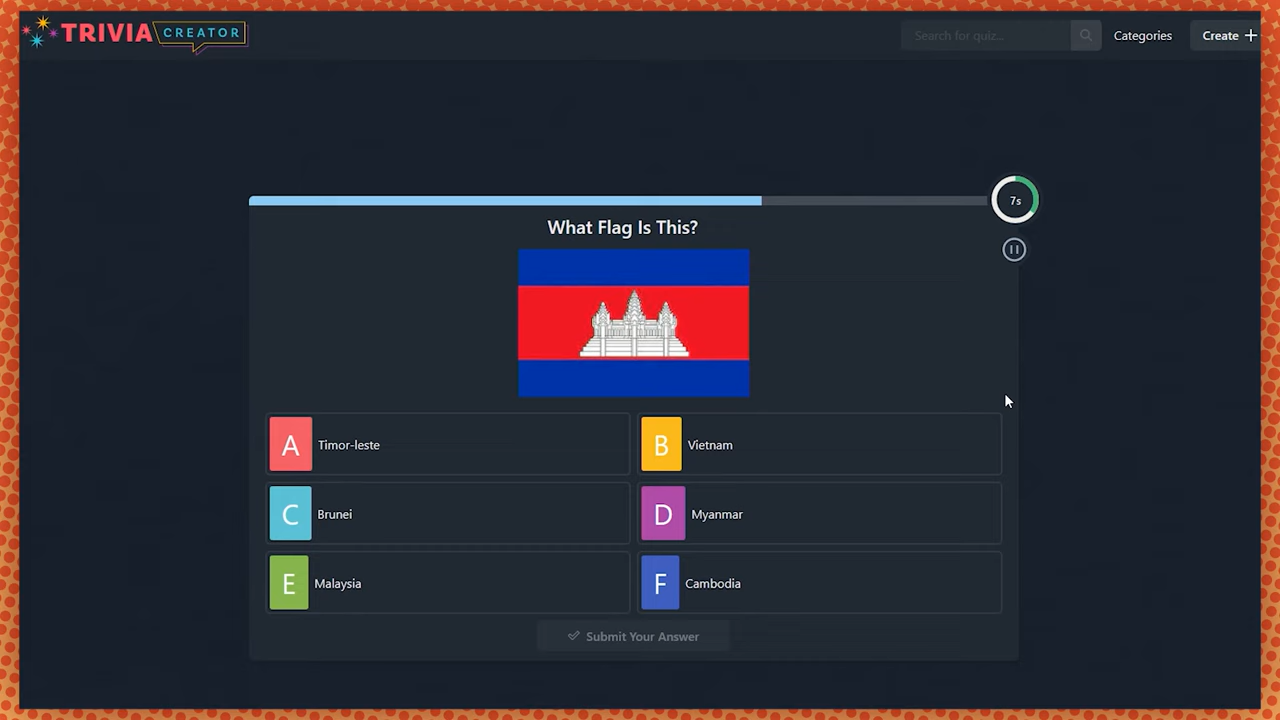 TRIVIA CREATOR
Search for quiz...
Categories
Create +
7s
What Flag Is This?
A Timor-leste
B Vietnam
C Brunei
D Myanmar
E Malaysia
F Cambodia
Submit Your Answer